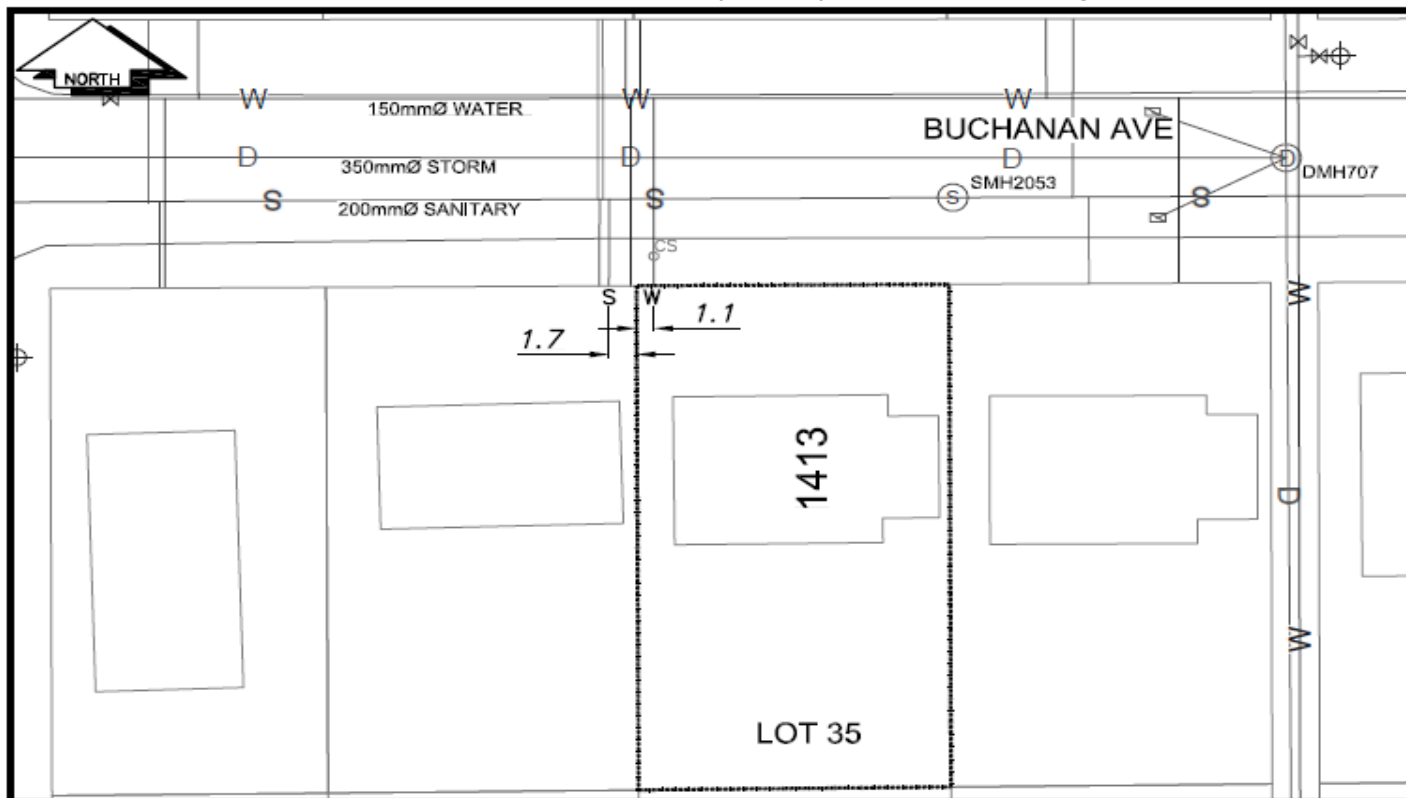 NORTH
W W W
150mmØ WATER
BUCHANAN AVE
D D D D
350mmØ STORM
DMH707
SMH2053
S S S S
200mmØ SANITARY
CS
S W
W
1.1
1.7
1413
D
W
LOT 35